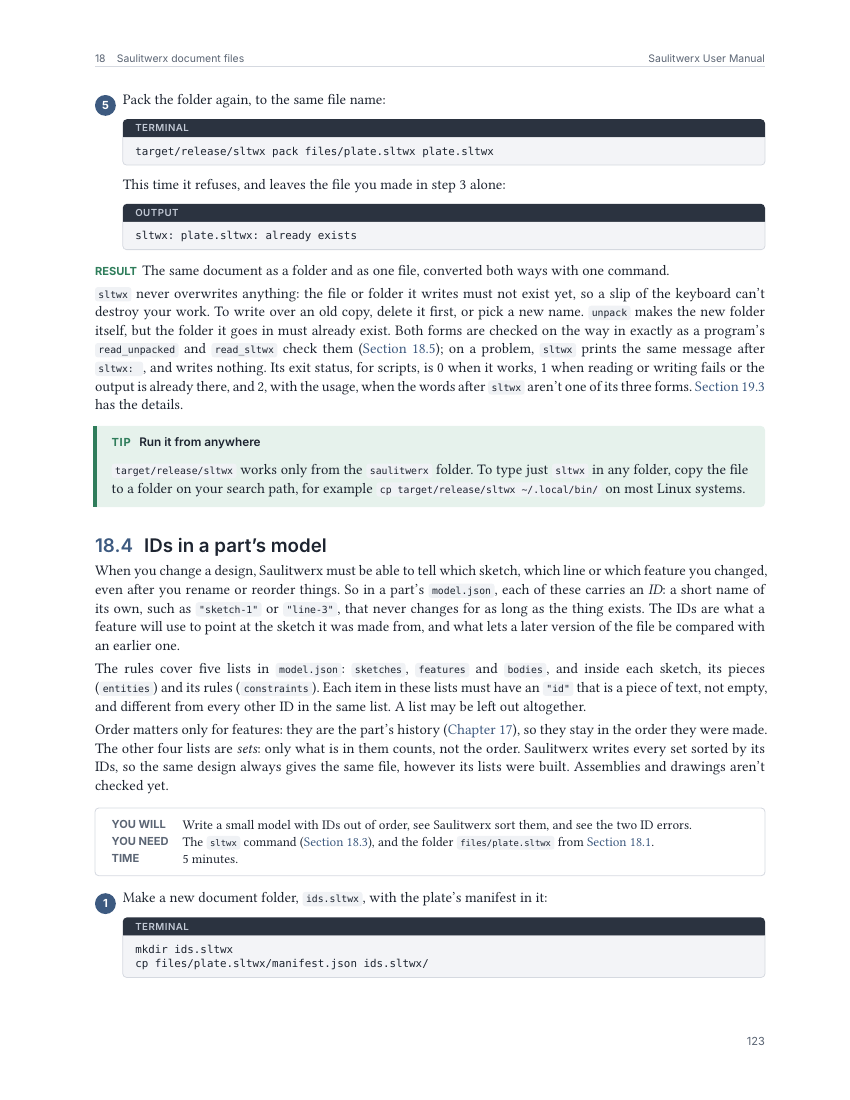 18 Saulitwerx document files
Saulitwerx User Manual
5 Pack the folder again, to the same file name:
TERMINAL
target/release/sltwx pack files/plate.sltwx plate.sltwx
This time it refuses, and leaves the file you made in step 3 alone:
OUTPUT
sltwx: plate.sltwx: already exists
RESULT The same document as a folder and as one file, converted both ways with one command.
sltwx never overwrites anything: the file or folder it writes must not exist yet, so a slip of the keyboard can’t
destroy your work. To write over an old copy, delete it first, or pick a new name. unpack makes the new folder
itself, but the folder it goes in must already exist. Both forms are checked on the way in exactly as a program’s
read_unpacked and read_sltwx check them (Section 18.5); on a problem, sltwx prints the same message after
sltwx: , and writes nothing. Its exit status, for scripts, is 0 when it works, 1 when reading or writing fails or the
output is already there, and 2, with the usage, when the words after sltwx aren’t one of its three forms. Section 19.3
has the details.
TIP Run it from anywhere
target/release/sltwx works only from the saulitwerx folder. To type just sltwx in any folder, copy the file
to a folder on your search path, for example cp target/release/sltwx ~/.local/bin/ on most Linux systems.
18.4 IDs in a part’s model
When you change a design, Saulitwerx must be able to tell which sketch, which line or which feature you changed,
even after you rename or reorder things. So in a part’s model.json, each of these carries an ID: a short name of
its own, such as "sketch-1" or "line-3", that never changes for as long as the thing exists. The IDs are what a
feature will use to point at the sketch it was made from, and what lets a later version of the file be compared with
an earlier one.
The rules cover five lists in model.json: sketches, features and bodies, and inside each sketch, its pieces
(entities) and its rules (constraints). Each item in these lists must have an "id" that is a piece of text, not empty,
and different from every other ID in the same list. A list may be left out altogether.
Order matters only for features: they are the part’s history (Chapter 17), so they stay in the order they were made.
The other four lists are sets: only what is in them counts, not the order. Saulitwerx writes every set sorted by its
IDs, so the same design always gives the same file, however its lists were built. Assemblies and drawings aren’t
checked yet.
YOU WILL Write a small model with IDs out of order, see Saulitwerx sort them, and see the two ID errors.
YOU NEED The sltwx command (Section 18.3), and the folder files/plate.sltwx from Section 18.1.
TIME 5 minutes.
1 Make a new document folder, ids.sltwx, with the plate’s manifest in it:
TERMINAL
mkdir ids.sltwx
cp files/plate.sltwx/manifest.json ids.sltwx/
123